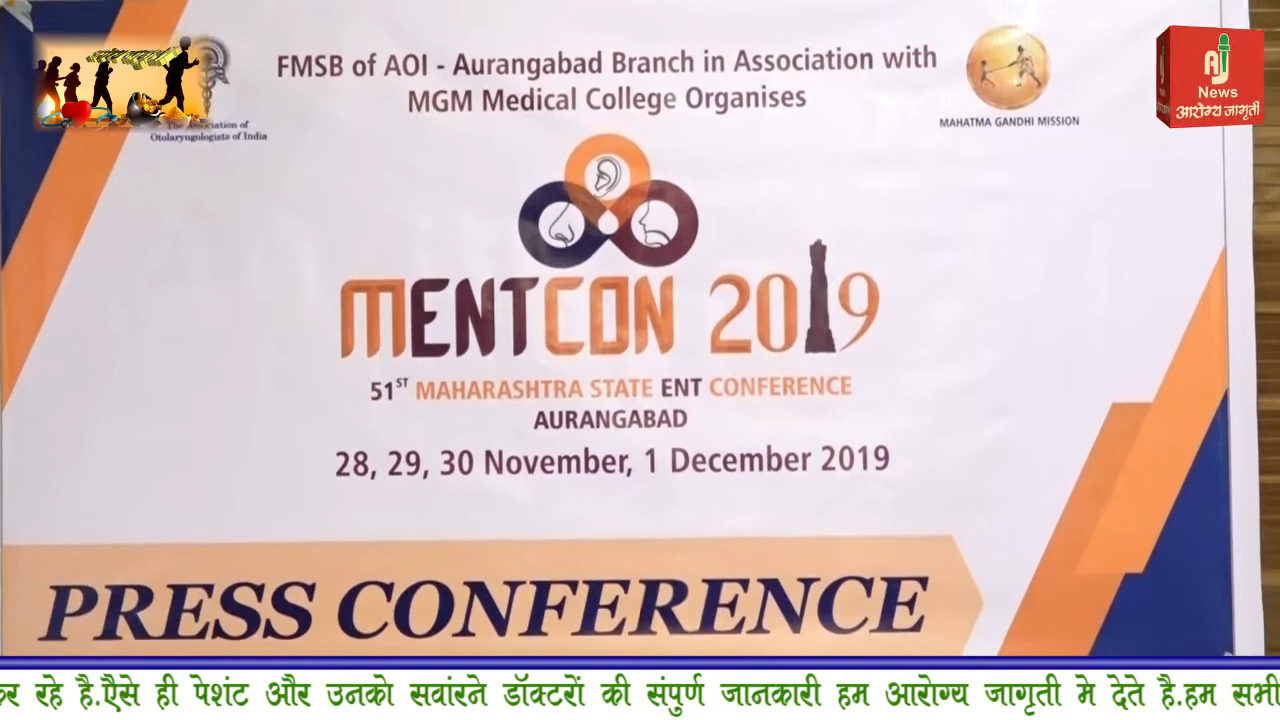 FMSB of AOI - Aurangabad Branch in Association with
MGM Medical College Organises
The Association of
Otolaryngologists of India
MAHATMA GANDHI MISSION
AJ
News
आरोग्य जागृती
MENTCON 2019
51ST MAHARASHTRA STATE ENT CONFERENCE
AURANGABAD
28, 29, 30 November, 1 December 2019
PRESS CONFERENCE
रहे है.एैसे ही पेशंट और उनको सवांरने डॉक्टरों की संपुर्ण जानकारी हम आरोग्य जागृती मे देते है.हम सभी